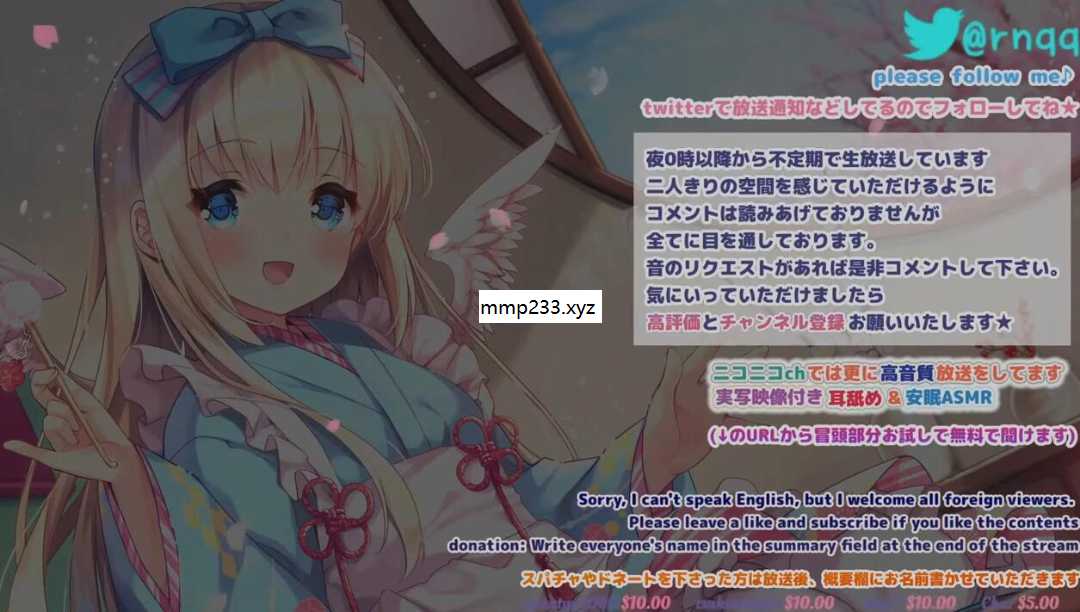 @rnqq
please follow me♪
twitterで放送通知などしてるのでフォローしてね★
夜0時以降から不定期で生放送しています
二人きりの空間を感じていただけるように
コメントは読みあげておりませんが
全てに目を通しております。
音のリクエストがあれば是非コメントして下さい。
気にいっていただけましたら
高評価とチャンネル登録お願いいたします★
mmp233.xyz
ニコニコchでは更に高音質放送をしてます
実写映像付き耳舐め&安眠ASMR
(↓のURLから冒頭部分お試しで無料で聞けます)
Sorry, I can't speak English, but I welcome all foreign viewers.
Please leave a like and subscribe if you like the contents
donation: Write everyone's name in the summary field at the end of the stream
スパチャやドネートを下さった方は放送後、概要欄にお名前書かせていただきます
$10.00 $10.00 $10.00 $5.00